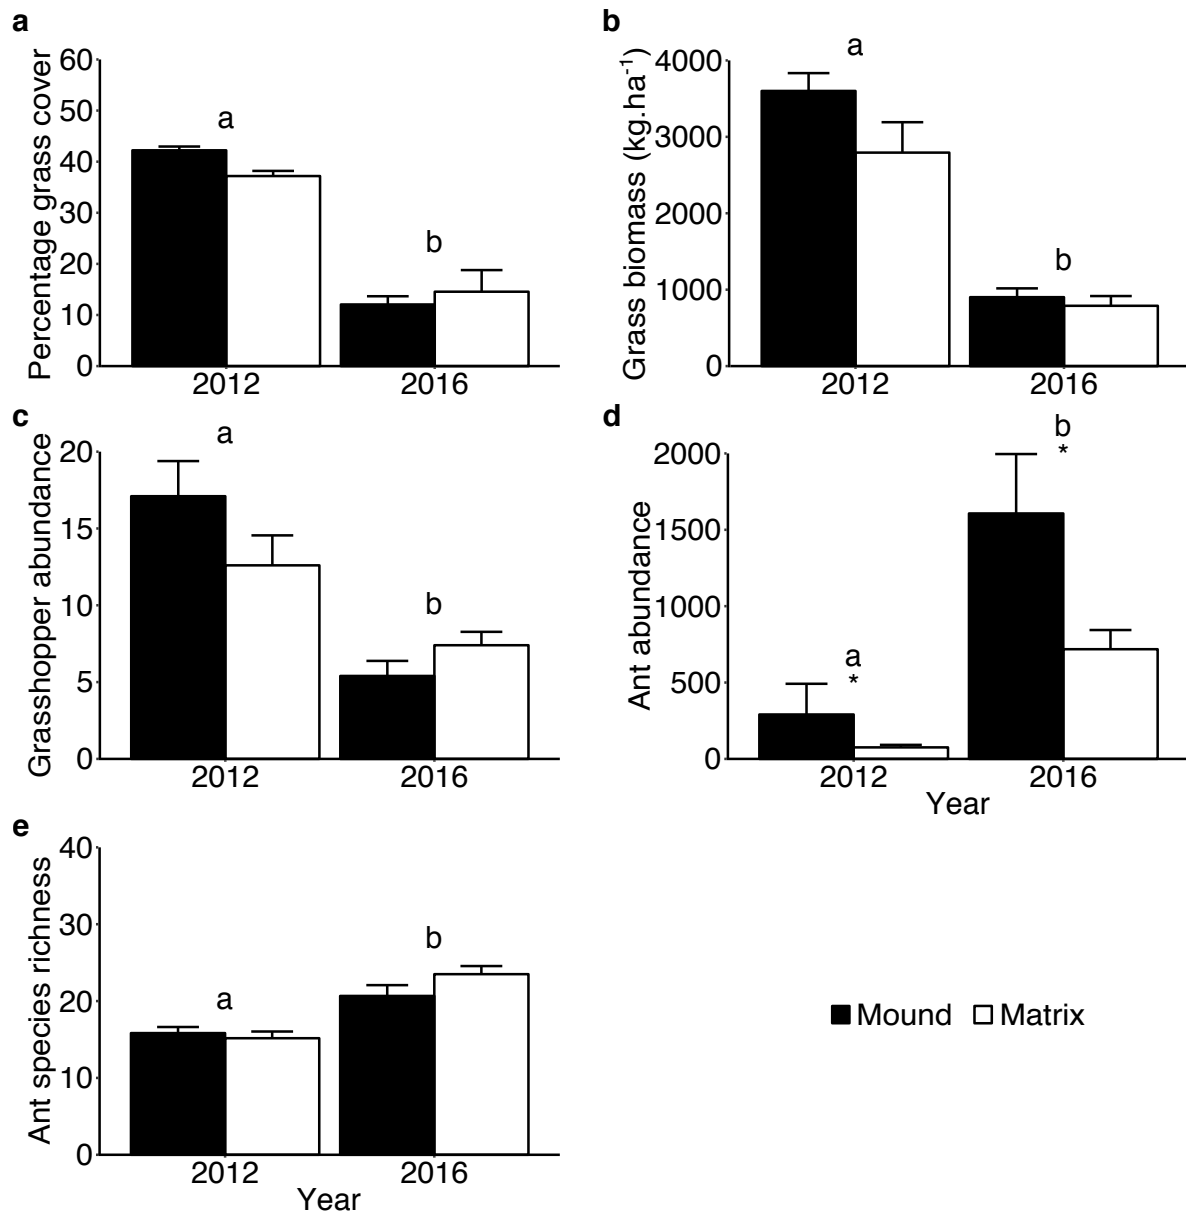 a
Percentage grass cover
60
50
40
30
20
10
0
a
b
2012
2016
b
Grass biomass (kg.ha-1)
4000
3000
2000
1000
0
a
b
2012
2016
c
Grasshopper abundance
20
15
10
5
0
a
b
2012
2016
d
Ant abundance
2000
1500
1000
500
0
a
*
b
*
2012
2016
Year
e
Ant species richness
40
30
20
10
0
a
b
2012
2016
Year
Mound
Matrix